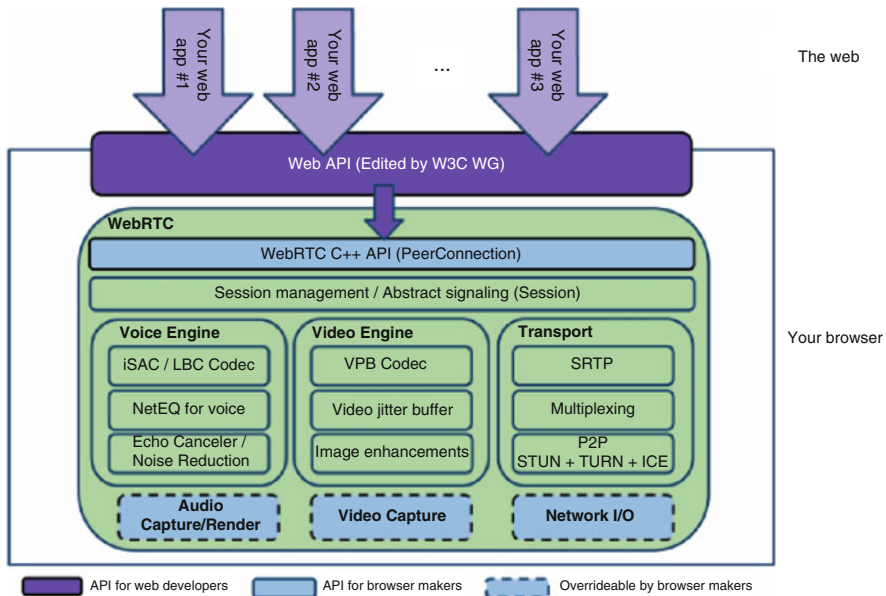 Your web
app #1
Your web
app #2
...
Your web
app #3
The web
Web API (Edited by W3C WG)
WebRTC
WebRTC C++ API (PeerConnection)
Session management / Abstract signaling (Session)
Your browser
Voice Engine
iSAC / LBC Codec
NetEQ for voice
Echo Canceler /
Noise Reduction
Video Engine
VPB Codec
Video jitter buffer
Image enhancements
Transport
SRTP
Multiplexing
P2P
STUN + TURN + ICE
Audio
Capture/Render
Video Capture
Network I/O
API for web developers
API for browser makers
Overrideable by browser makers